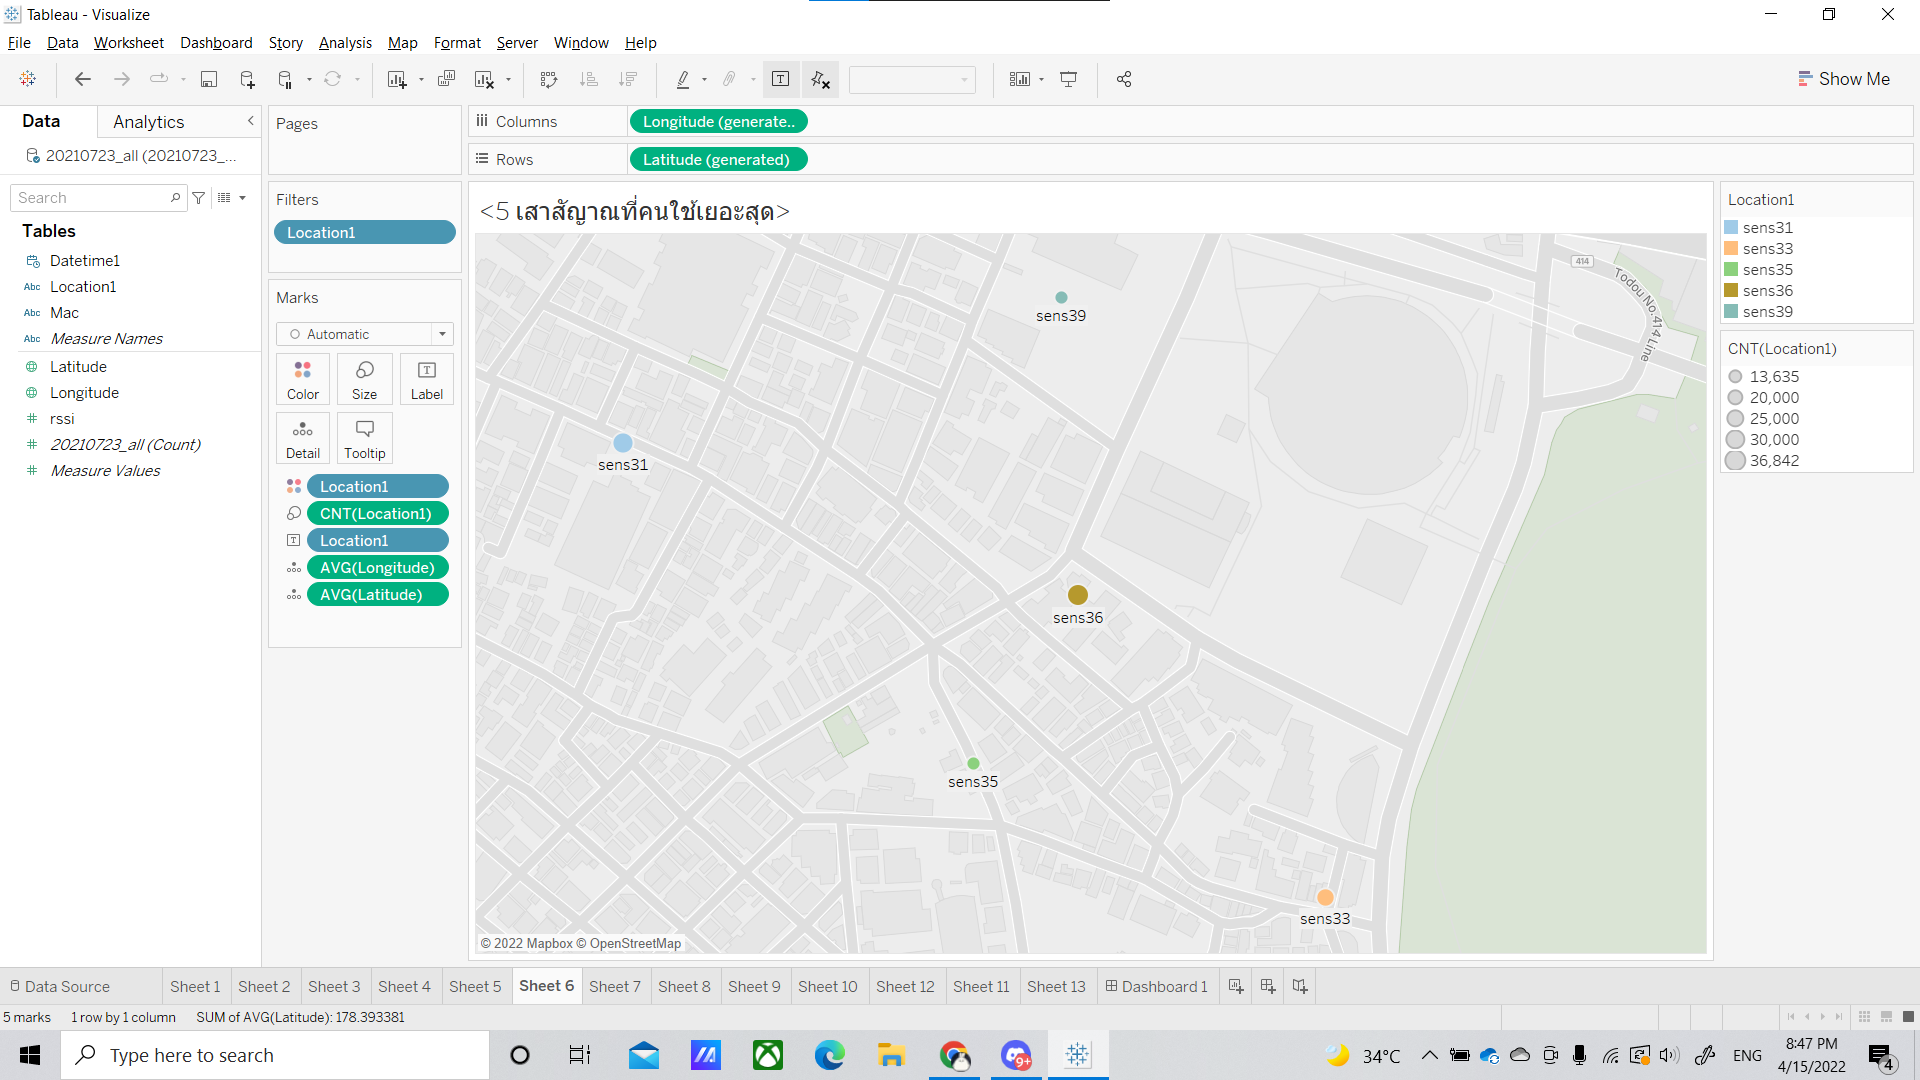 Tableau - Visualize
File Data Worksheet Dashboard Story Analysis Map Format Server Window Help
Show Me
Data
Analytics
20210723_all (20210723_...
Search
Tables
Datetime1
Abc Location1
Abc Mac
Abc Measure Names
Latitude
Longitude
rssi
20210723_all (Count)
Measure Values
Pages
Filters
Location1
Marks
Automatic
Color Size Label
Detail Tooltip
Location1
CNT(Location1)
Location1
AVG(Longitude)
AVG(Latitude)
Columns
Longitude (generate..
Rows
Latitude (generated)
<5 เสาสัญาณที่คนใช้เยอะสุด>
414
Todou No.414 Line
sens39
sens31
sens36
sens35
sens33
© 2022 Mapbox © OpenStreetMap
Location1
sens31
sens33
sens35
sens36
sens39
CNT(Location1)
13,635
20,000
25,000
30,000
36,842
Data Source Sheet 1 Sheet 2 Sheet 3 Sheet 4 Sheet 5 Sheet 6 Sheet 7 Sheet 8 Sheet 9 Sheet 10 Sheet 12 Sheet 11 Sheet 13 Dashboard 1
5 marks 1 row by 1 column SUM of AVG(Latitude): 178.393381
Type here to search
9+
34°C
ENG
8:47 PM
4/15/2022
4